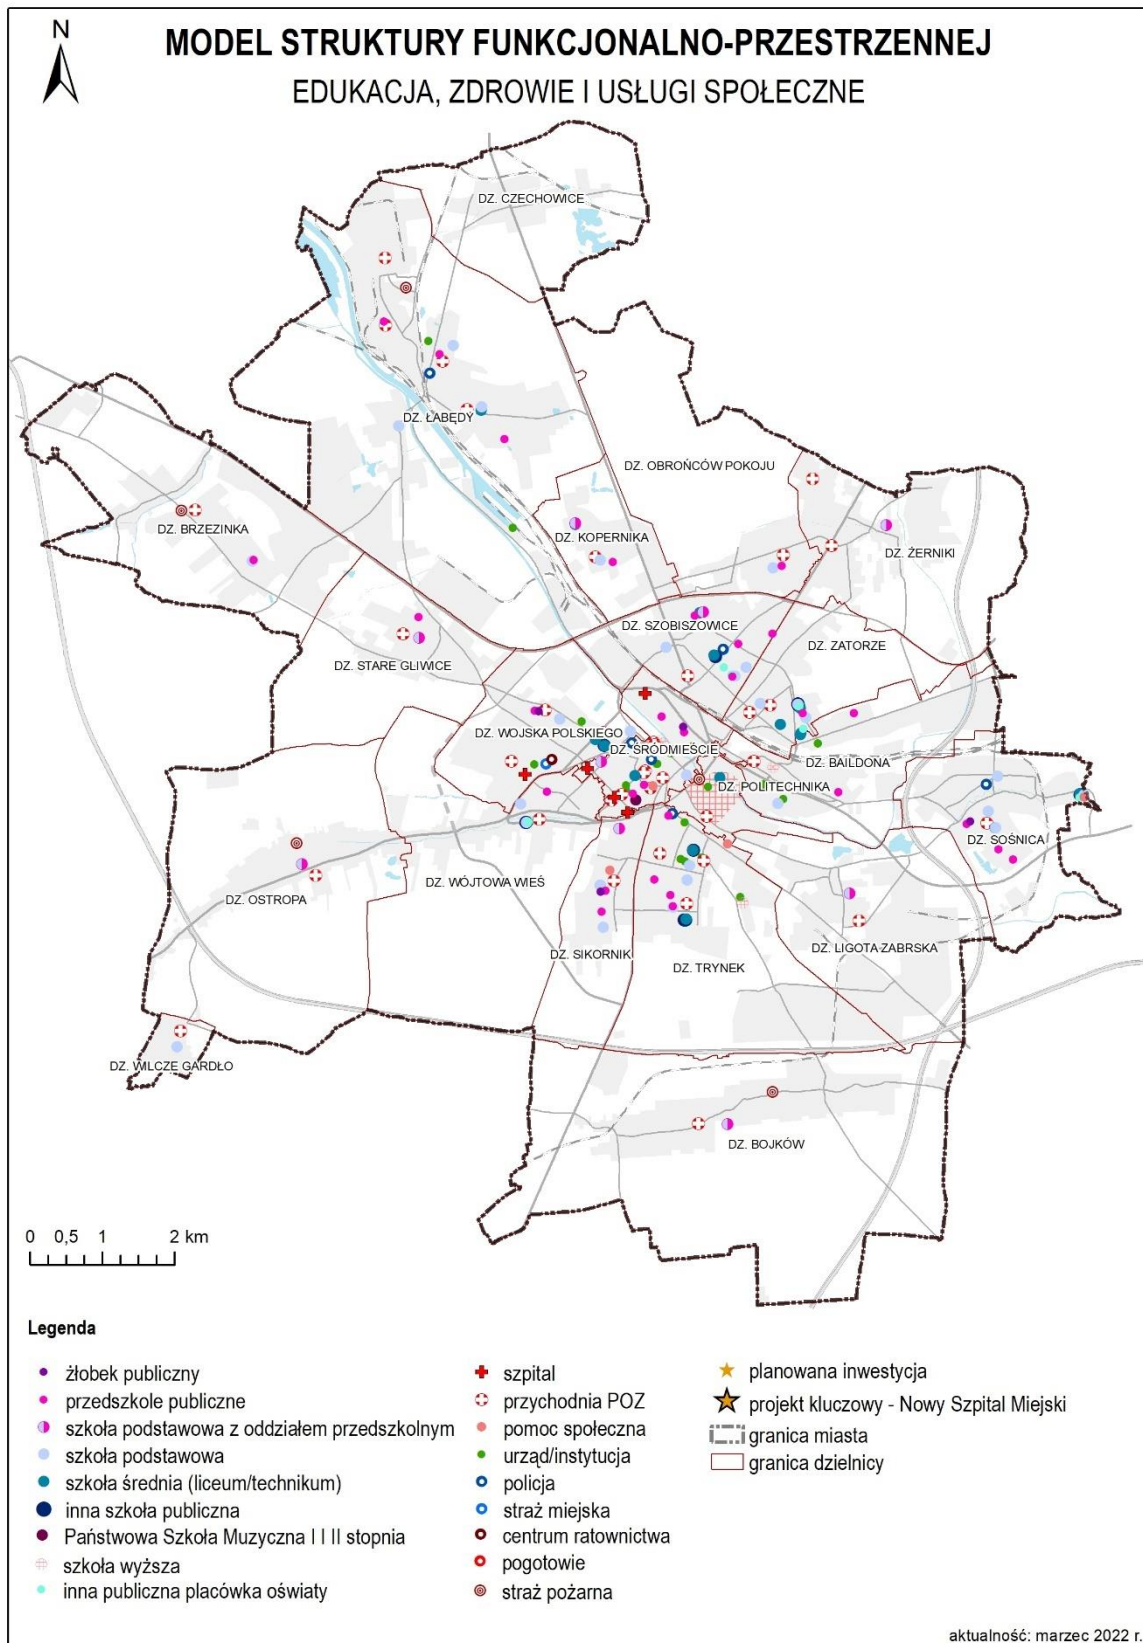 N
MODEL STRUKTURY FUNKCJONALNO-PRZESTRZENNEJ
EDUKACJA, ZDROWIE I USŁUGI SPOŁECZNE
DZ. CZECHOWICE
DZ. ŁABĘDY
DZ. OBROŃCÓW POKOJU
DZ. BRZEZINKA
DZ. KOPERNIKA
DZ. ŻERNIKI
DZ. SZOBISZOWICE
DZ. ZATORZE
DZ. STARE GLIWICE
DZ. WOJSKA POLSKIEGO
DZ. ŚRÓDMIEŚCIE
DZ. BAILDONA
DZ. POLITECHNIKA
DZ. SOŚNICA
DZ. WÓJTOWA WIEŚ
DZ. OSTROPA
DZ. SIKORNIK
DZ. LIGOTA ZABRSKA
DZ. TRYNEK
DZ. WILCZE GARDŁO
DZ. BOJKÓW
0 0,5 1 2 km
Legenda
żłobek publiczny
przedszkole publiczne
szkoła podstawowa z oddziałem przedszkolnym
szkoła podstawowa
szkoła średnia (liceum/technikum)
inna szkoła publiczna
Państwowa Szkoła Muzyczna I I II stopnia
szkoła wyższa
inna publiczna placówka oświaty
szpital
przychodnia POZ
pomoc społeczna
urząd/instytucja
policja
straż miejska
centrum ratownictwa
pogotowie
straż pożarna
planowana inwestycja
projekt kluczowy - Nowy Szpital Miejski
granica miasta
granica dzielnicy
aktualność: marzec 2022 r.